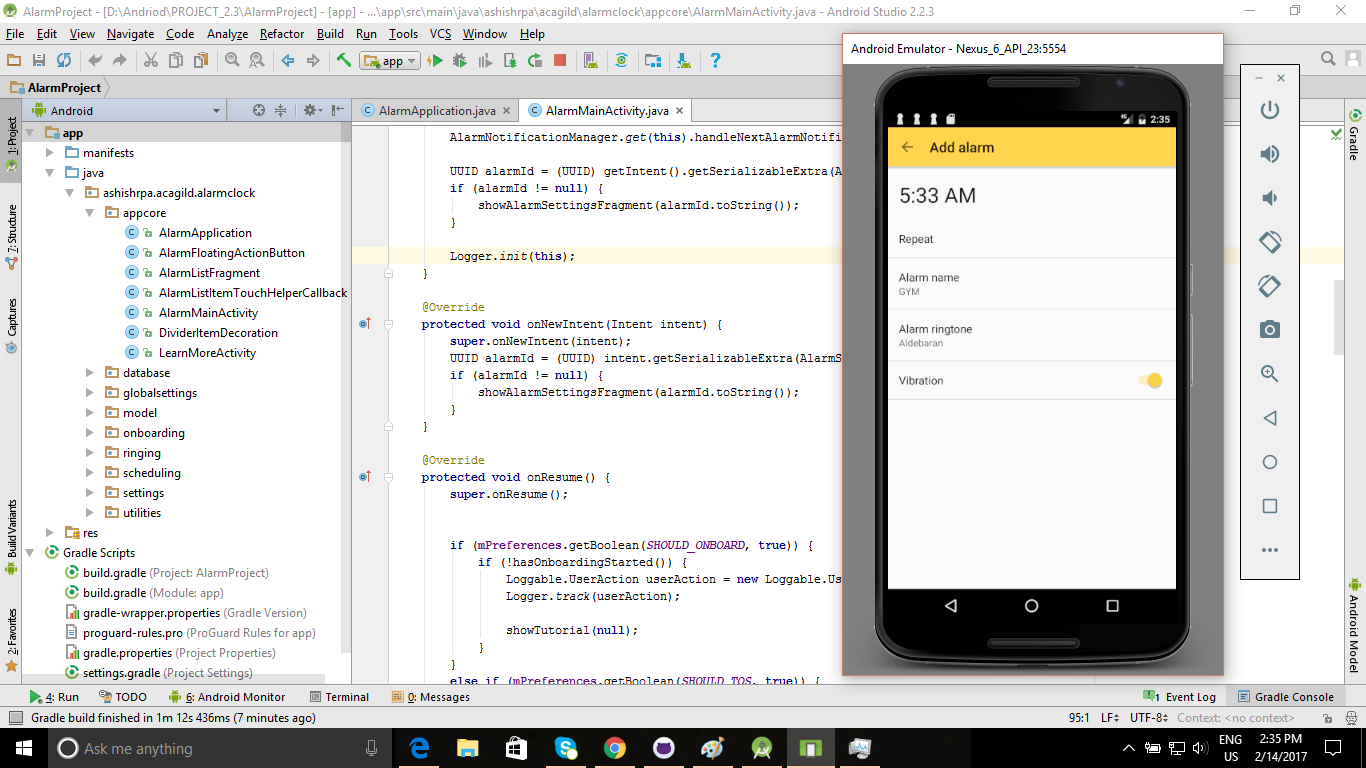 AlarmProject - [D:\Andriod\PROJECT_2.3\AlarmProject] - [app] - ...\app\src\main\java\ashishrpa\acagild\alarmclock\appcore\AlarmMainActivity.java - Android Studio 2.2.3
File Edit View Navigate Code Analyze Refactor Build Run Tools VCS Window Help
app
AlarmProject
Android
AlarmApplication.java
AlarmMainActivity.java
1: Project
7: Structure
Captures
Build Variants
2: Favorites
app
manifests
java
ashishrpa.acagild.alarmclock
appcore
AlarmApplication
AlarmFloatingActionButton
AlarmListFragment
AlarmListItemTouchHelperCallback
AlarmMainActivity
DividerItemDecoration
LearnMoreActivity
database
globalsettings
model
onboarding
ringing
scheduling
settings
utilities
res
Gradle Scripts
build.gradle (Project: AlarmProject)
build.gradle (Module: app)
gradle-wrapper.properties (Gradle Version)
proguard-rules.pro (ProGuard Rules for app)
gradle.properties (Project Properties)
settings.gradle (Project Settings)
AlarmNotificationManager.get(this).handleNextAlarmNotifi
UUID alarmId = (UUID) getIntent().getSerializableExtra(A
if (alarmId != null) {
showAlarmSettingsFragment(alarmId.toString());
}
Logger.init(this);
}
@Override
protected void onNewIntent(Intent intent) {
super.onNewIntent(intent);
UUID alarmId = (UUID) intent.getSerializableExtra(AlarmS
if (alarmId != null) {
showAlarmSettingsFragment(alarmId.toString());
}
}
@Override
protected void onResume() {
super.onResume();
if (mPreferences.getBoolean(SHOULD_ONBOARD, true)) {
if (!hasOnboardingStarted()) {
Loggable.UserAction userAction = new Loggable.Us
Logger.track(userAction);
showTutorial(null);
}
}
else if (mPreferences.getBoolean(SHOULD_TOS, true)) {
Android Emulator - Nexus_6_API_23:5554
2:35
Add alarm
5:33 AM
Repeat
Alarm name
GYM
Alarm ringtone
Aldebaran
Vibration
Gradle
Android Model
4: Run TODO 6: Android Monitor Terminal 0: Messages
1 Event Log Gradle Console
Gradle build finished in 1m 12s 436ms (7 minutes ago)
95:1 LF UTF-8 Context: <no context>
Ask me anything
ENG
US
2:35 PM
2/14/2017